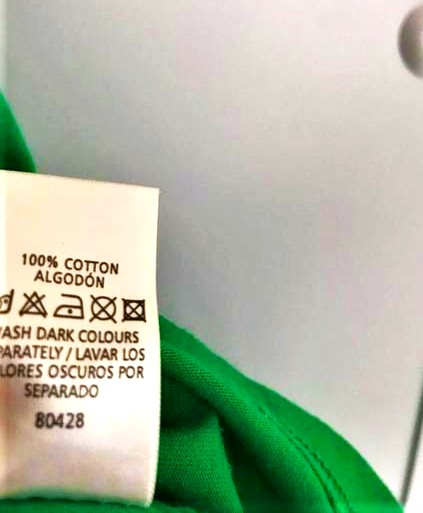 100% COTTON
ALGODÓN
ASH DARK COLOURS
PARATELY / LAVAR LOS
LORES OSCUROS POR
SEPARADO
80428